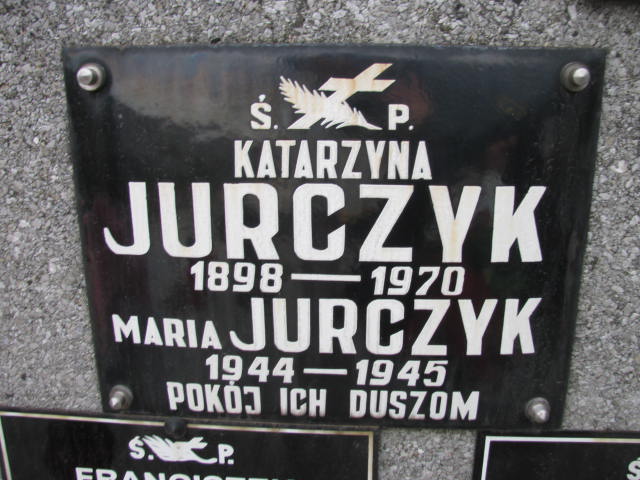 Ś. P.
KATARZYNA
JURCZYK
1898 — 1970
MARIA JURCZYK
1944 — 1945
POKÓJ ICH DUSZOM
Ś. P.